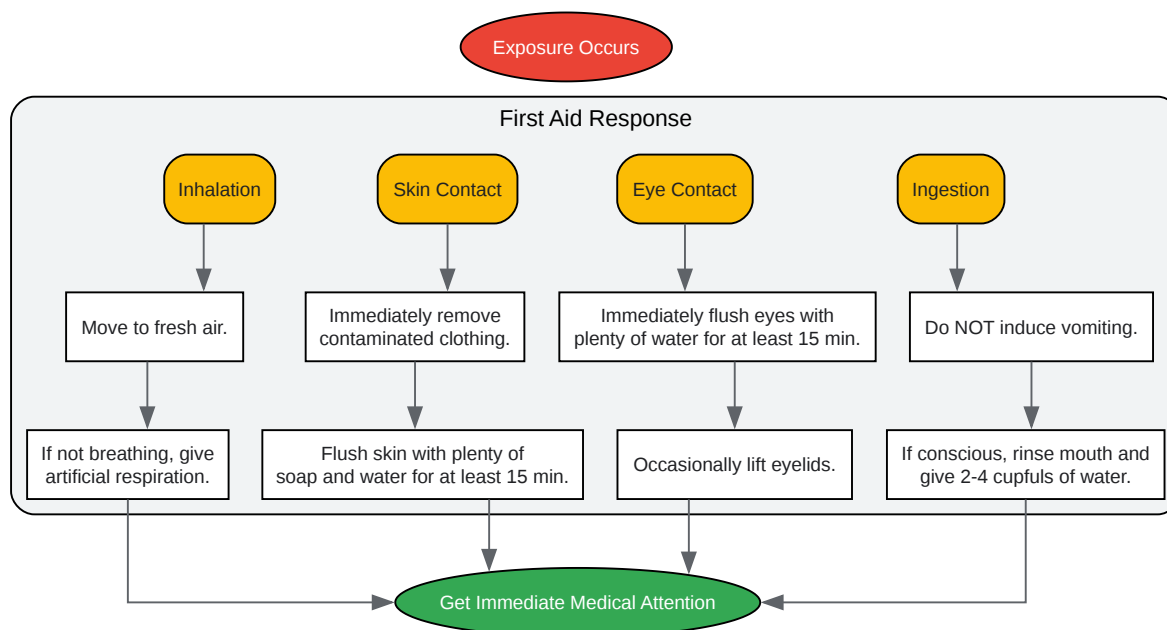 Exposure Occurs
First Aid Response
Inhalation
Skin Contact
Eye Contact
Ingestion
Move to fresh air.
Immediately remove
contaminated clothing.
Immediately flush eyes with
plenty of water for at least 15 min.
Do NOT induce vomiting.
If not breathing, give
artificial respiration.
Flush skin with plenty of
soap and water for at least 15 min.
Occasionally lift eyelids.
If conscious, rinse mouth and
give 2-4 cupfuls of water.
Get Immediate Medical Attention